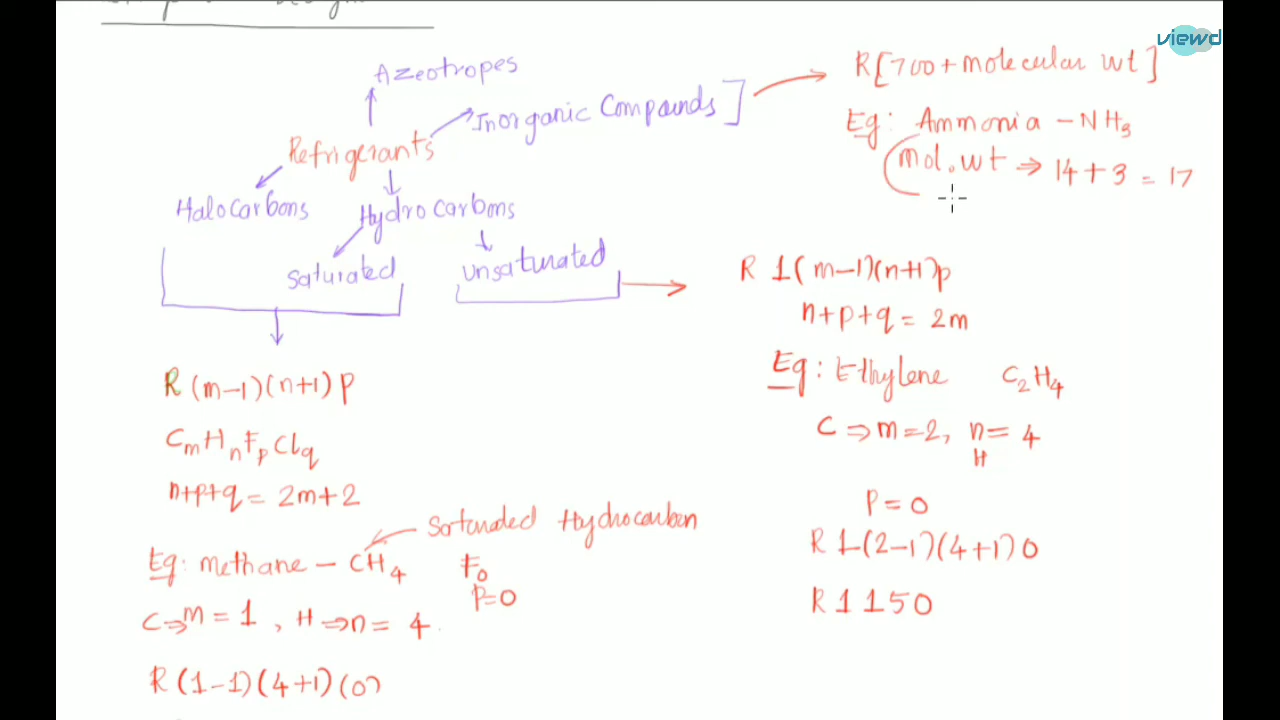 viewd
Azeotropes
Inorganic Compounds
Refrigerants
Halocarbons
Hydrocarbons
Saturated
Unsaturated
R(m-1)(n+1)P
CmHnFpClq
n+p+q = 2m+2
Saturated Hydrocarbon
Eg: methane - CH4
F0
P=0
C⇒m = 1, H⇒n = 4
R(1-1)(4+1)(0)
R[700+molecular wt]
Eg: Ammonia - NH3
mol.wt ⇒ 14+3 = 17
R 1(m-1)(n+1)p
n+p+q = 2m
Eg: Ethylene C2H4
C ⇒ m=2, n= 4
H
P=0
R 1-(2-1)(4+1)0
R 1 1 5 0